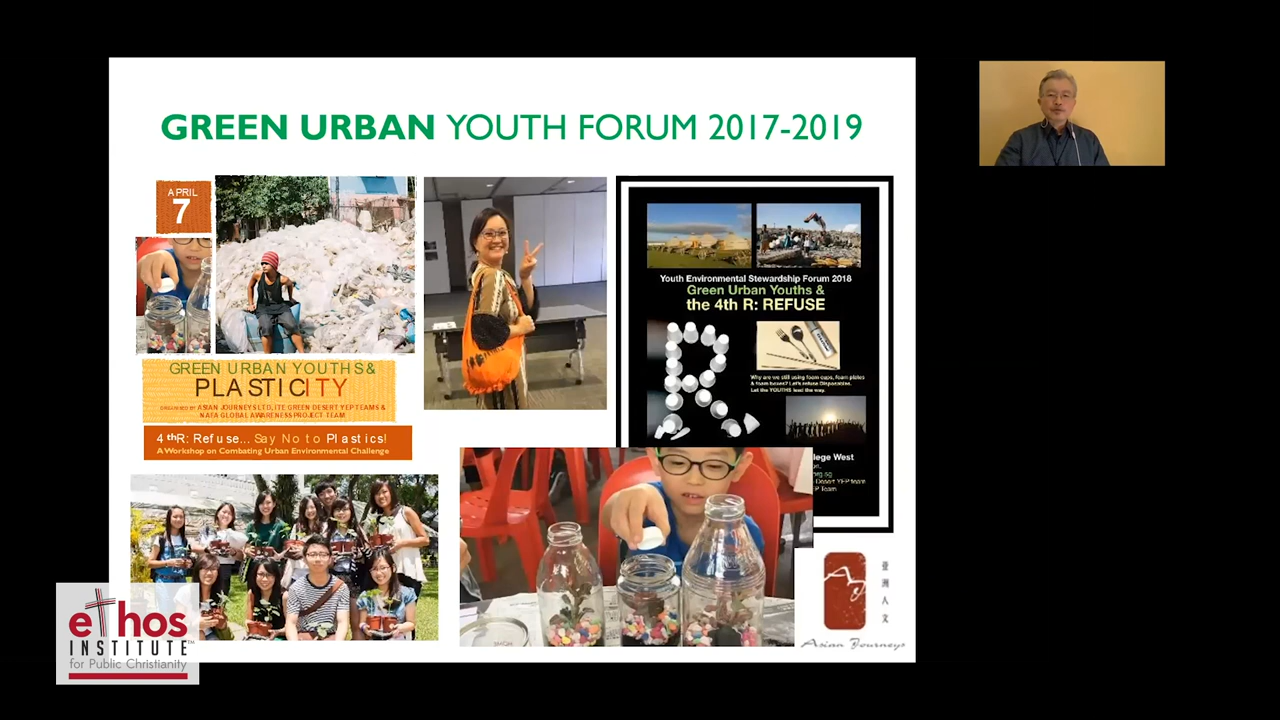 GREEN URBAN YOUTH FORUM 2017-2019
APRIL
7
GREEN URBAN YOUTHS &
PLASTICITY
ORGANISED BY ASIAN JOURNEYS LTD, ITE GREEN DESERT YEP TEAMS &
NAFA GLOBAL AWARENESS PROJECT TEAM
4thR: Refuse... Say No to Plastics!
A Workshop on Combating Urban Environmental Challenge
Youth Environmental Stewardship Forum 2018
Green Urban Youths &
the 4th R: REFUSE
Why are we still using foam cups, foam plates
& foam boxes? Let's refuse Disposables.
Let the YOUTHS lead the way.
llege West
Desert YEP team
P Team
亚洲人文
Asian Journeys
ethos
INSTITUTE™
for Public Christianity